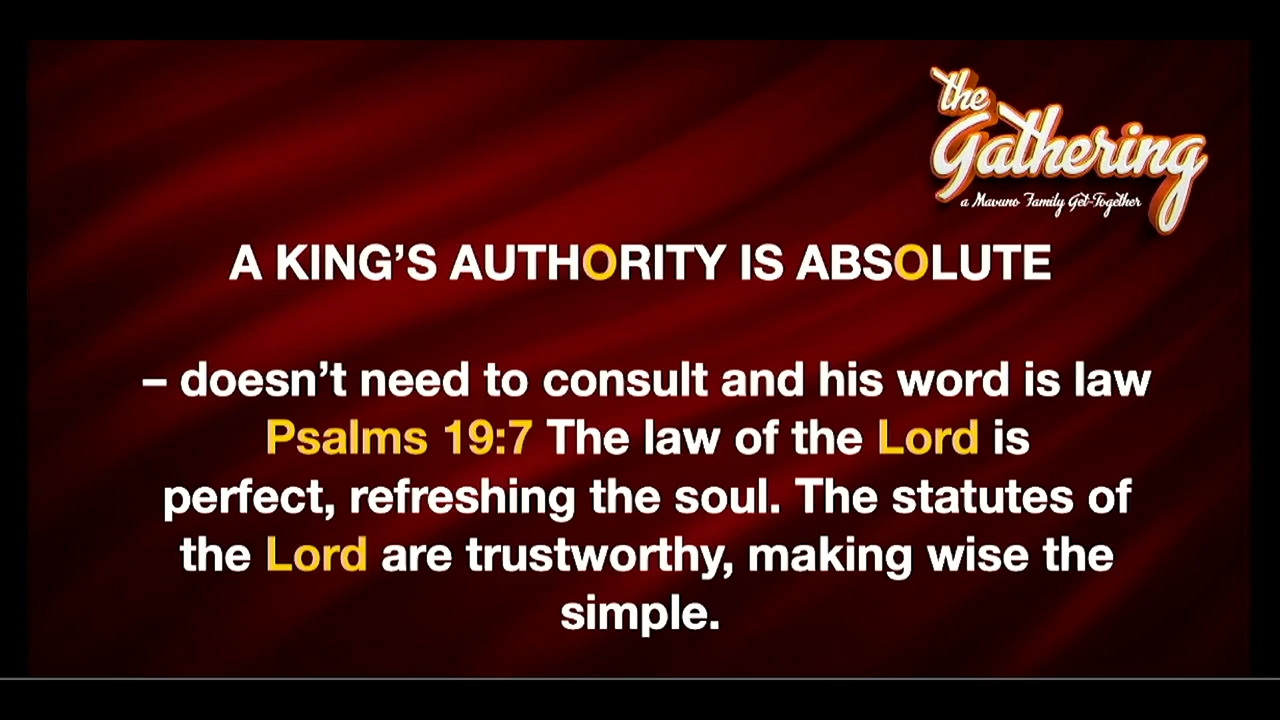 the
Gathering
a Mavuno Family Get-Together
A KING’S AUTHORITY IS ABSOLUTE
– doesn’t need to consult and his word is law
Psalms 19:7 The law of the Lord is
perfect, refreshing the soul. The statutes of
the Lord are trustworthy, making wise the
simple.